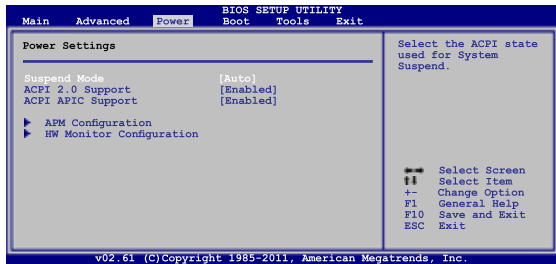 BIOS SETUP UTILITY
Main Advanced Power Boot Tools Exit
Power Settings
Suspend Mode [Auto]
ACPI 2.0 Support [Enabled]
ACPI APIC Support [Enabled]
APM Configuration
HW Monitor Configuration
Select the ACPI state
used for System
Suspend.
Select Screen
Select Item
+- Change Option
F1 General Help
F10 Save and Exit
ESC Exit
v02.61 (C)Copyright 1985-2011, American Megatrends, Inc.